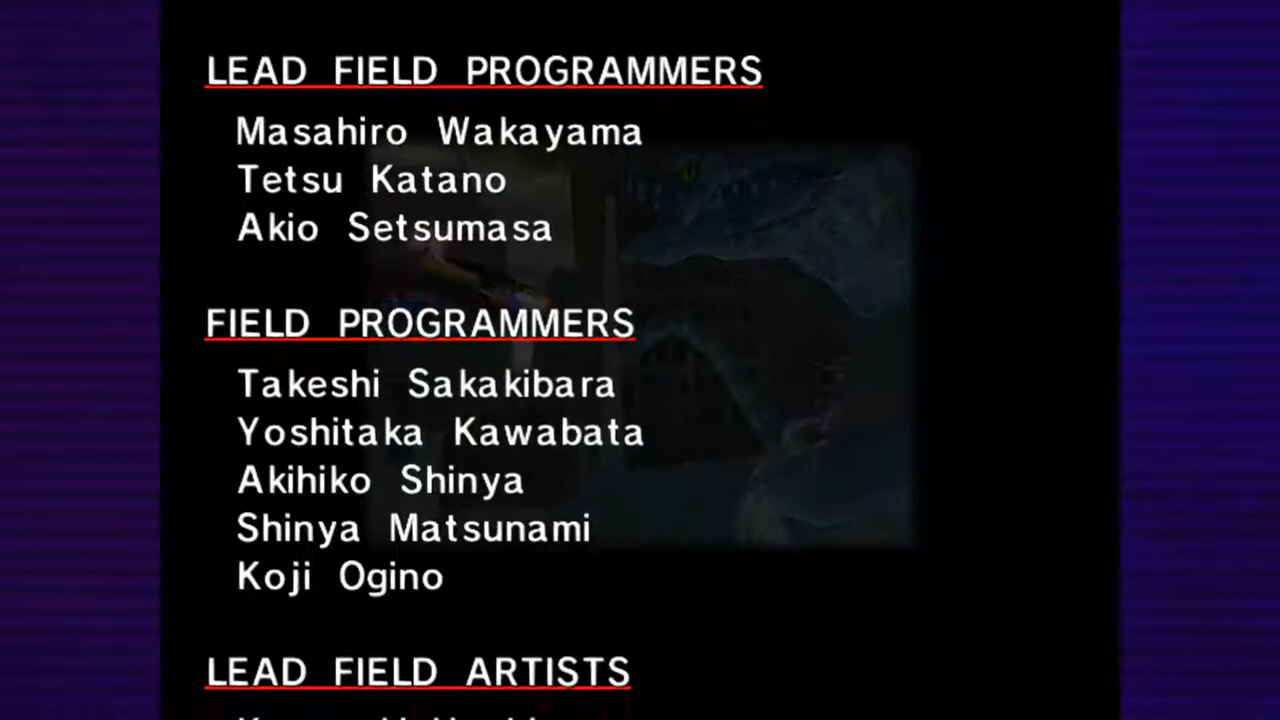 LEAD FIELD PROGRAMMERS
Masahiro Wakayama
Tetsu Katano
Akio Setsumasa
FIELD PROGRAMMERS
Takeshi Sakakibara
Yoshitaka Kawabata
Akihiko Shinya
Shinya Matsunami
Koji Ogino
LEAD FIELD ARTISTS